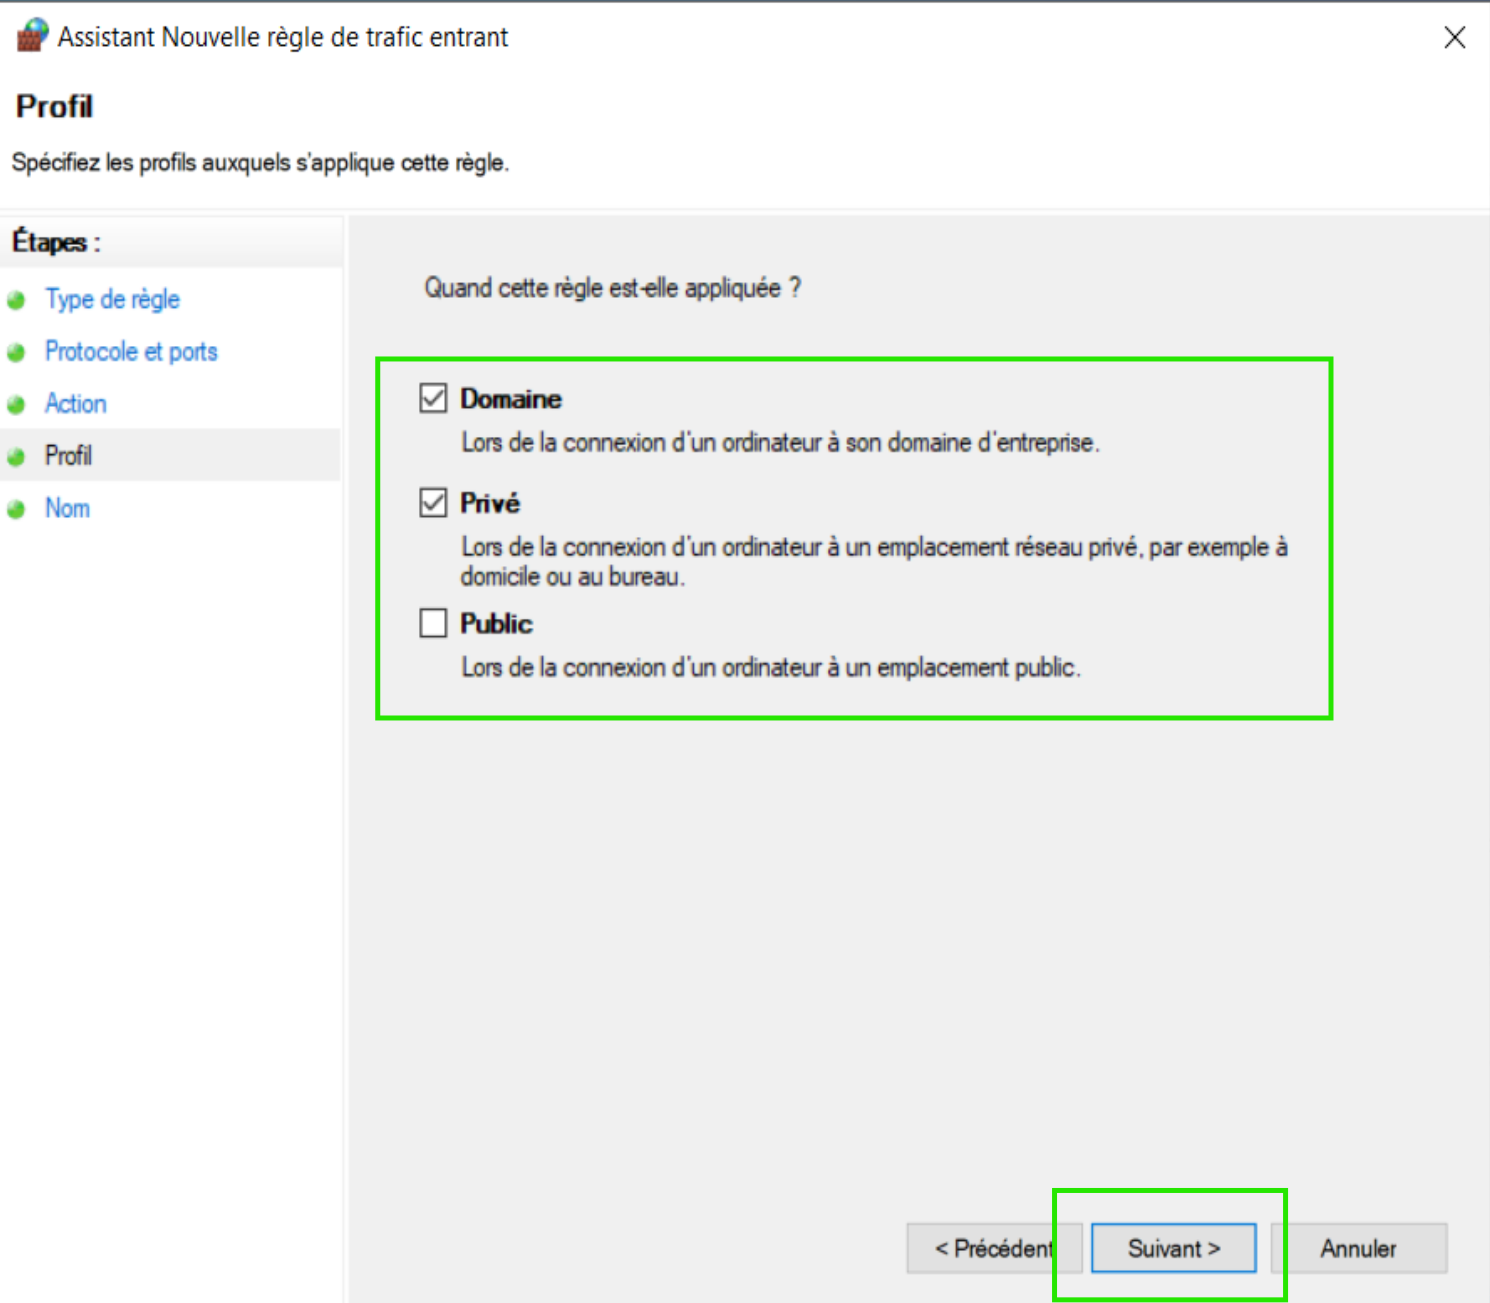 Assistant Nouvelle règle de trafic entrant
Profil
Spécifiez les profils auxquels s'applique cette règle.
Étapes :
Type de règle
Protocole et ports
Action
Profil
Nom
Quand cette règle est-elle appliquée ?
Domaine
Lors de la connexion d'un ordinateur à son domaine d'entreprise.
Privé
Lors de la connexion d'un ordinateur à un emplacement réseau privé, par exemple à
domicile ou au bureau.
Public
Lors de la connexion d'un ordinateur à un emplacement public.
< Précédent
Suivant >
Annuler